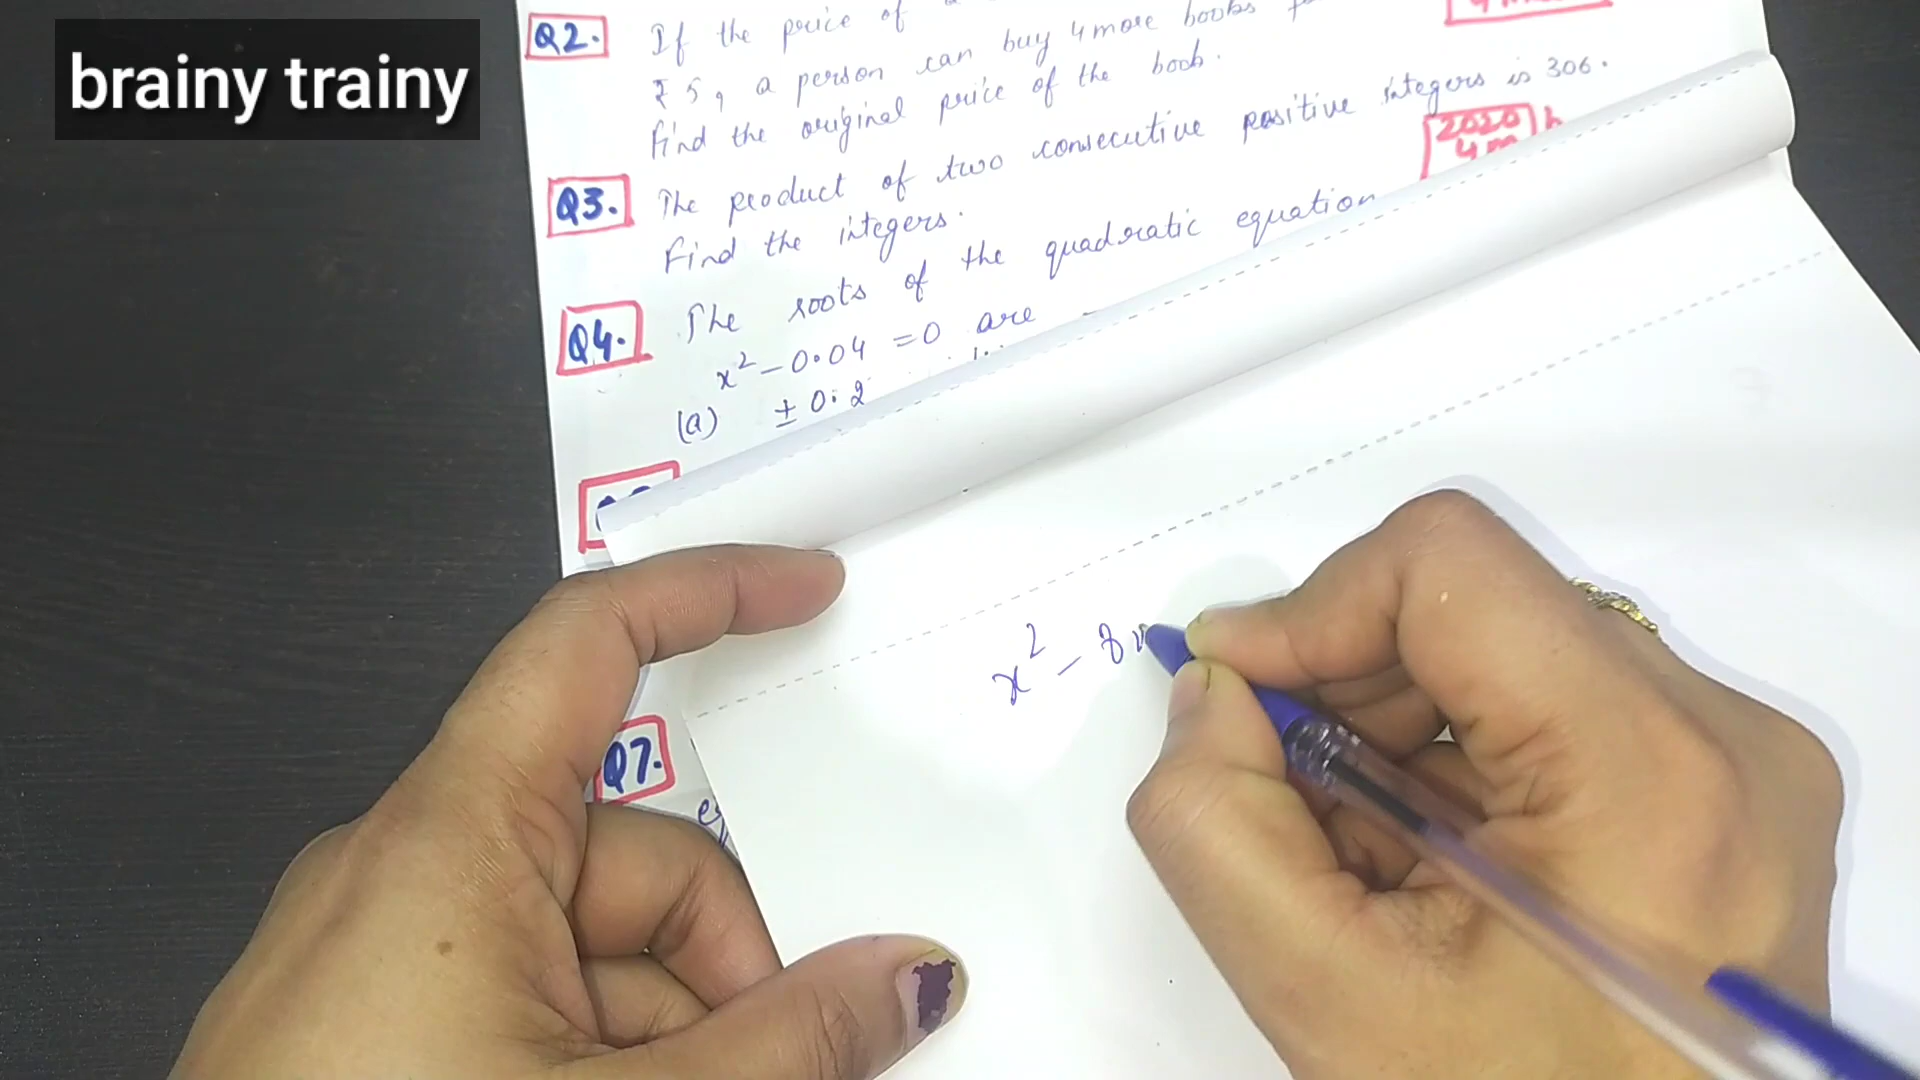 brainy trainy
Q2. If the price of
₹ 5, a person can buy 4 more books
Find the original price of the book.
Q3. The product of two consecutive positive integers is 306.
Find the integers.
2020
Q4. The roots of the quadratic equation
x² - 0.04 = 0 are
(a) ± 0.2
x² - 8
Q7.